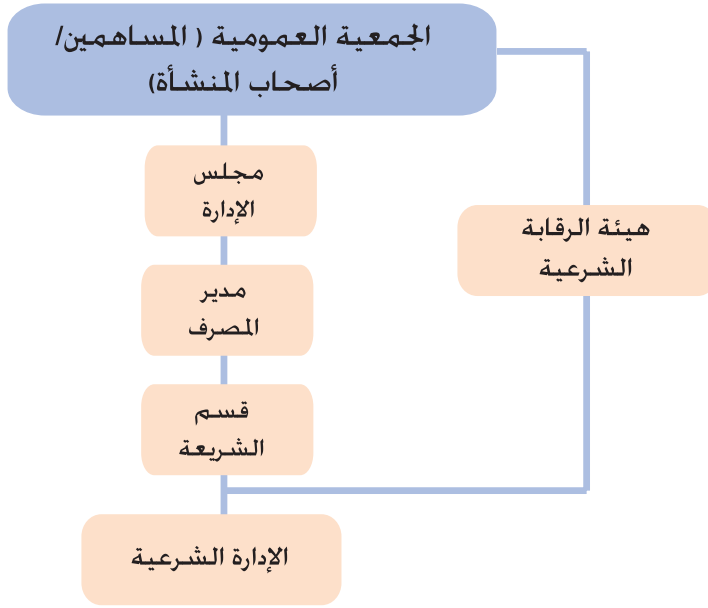 الجمعية العمومية ( المساهمين/
أصحاب المنشأة)
مجلس
الإدارة
هيئة الرقابة
الشرعية
مدير
المصرف
قسم
الشريعة
الإدارة الشرعية